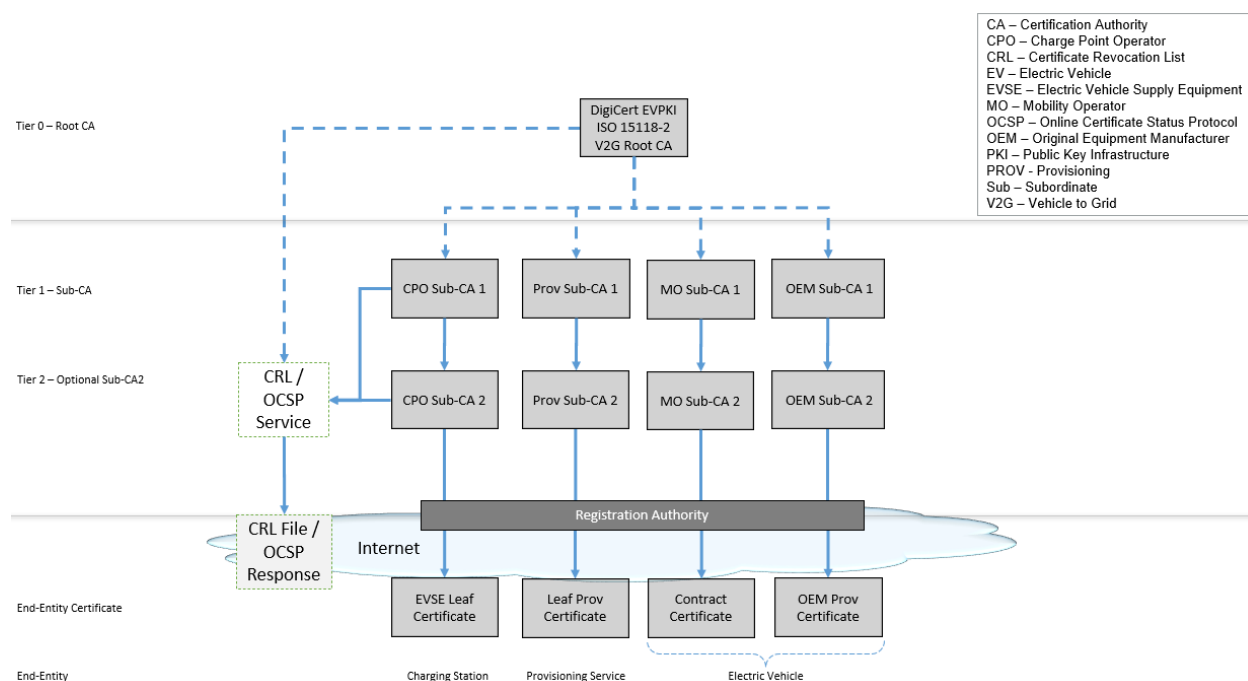 CA – Certification Authority
CPO – Charge Point Operator
CRL – Certificate Revocation List
EV – Electric Vehicle
EVSE – Electric Vehicle Supply Equipment
MO – Mobility Operator
OCSP – Online Certificate Status Protocol
OEM – Original Equipment Manufacturer
PKI – Public Key Infrastructure
PROV - Provisioning
Sub – Subordinate
V2G – Vehicle to Grid
Tier 0 – Root CA
DigiCert EVPKI
ISO 15118-2
V2G Root CA
Tier 1 – Sub-CA
CPO Sub-CA 1
Prov Sub-CA 1
MO Sub-CA 1
OEM Sub-CA 1
Tier 2 – Optional Sub-CA2
CRL /
OCSP
Service
CPO Sub-CA 2
Prov Sub-CA 2
MO Sub-CA 2
OEM Sub-CA 2
Registration Authority
CRL File /
OCSP
Response
Internet
End-Entity Certificate
EVSE Leaf
Certificate
Leaf Prov
Certificate
Contract
Certificate
OEM Prov
Certificate
End-Entity
Charging Station
Provisioning Service
Electric Vehicle